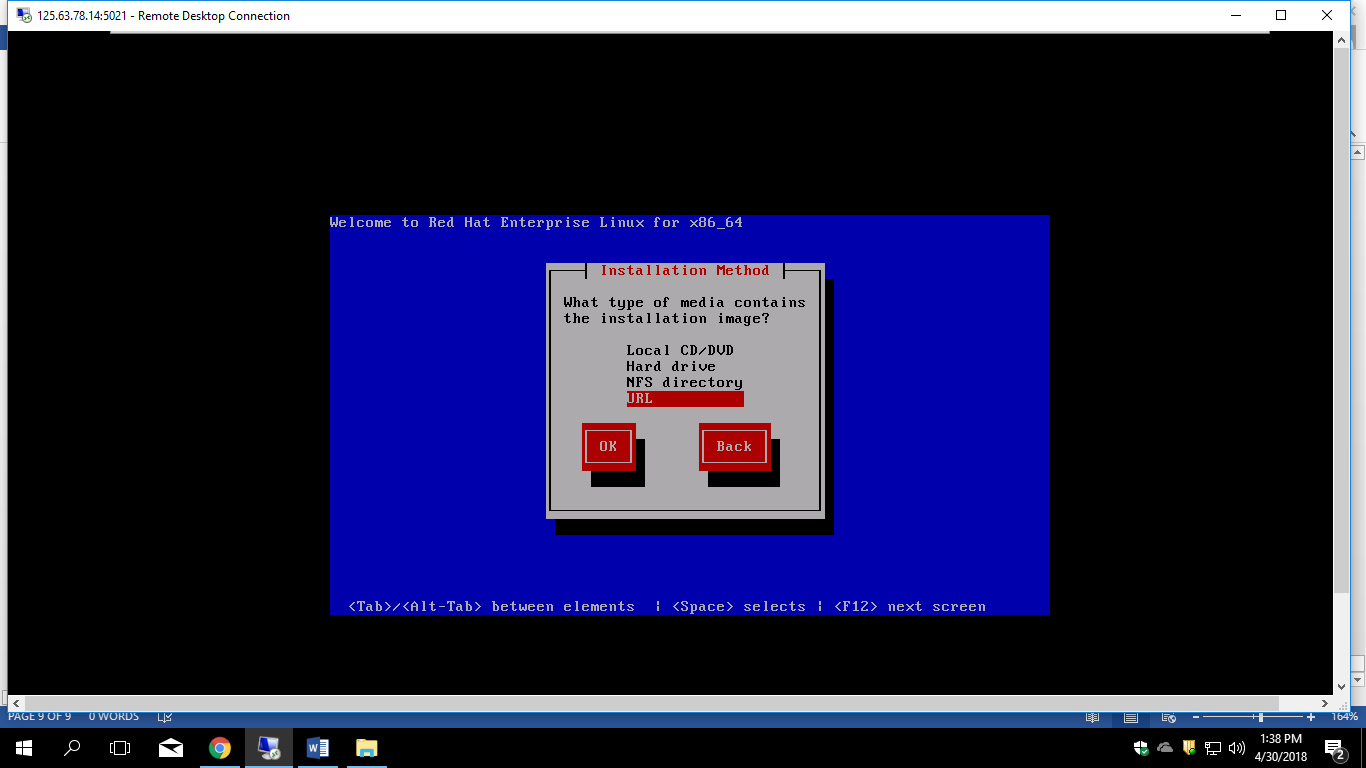 125.63.78.14:5021 - Remote Desktop Connection
Welcome to Red Hat Enterprise Linux for x86_64
Installation Method
What type of media contains
the installation image?
Local CD/DVD
Hard drive
NFS directory
URL
OK Back
<Tab>/<Alt-Tab> between elements | <Space> selects | <F12> next screen
PAGE 9 OF 9 0 WORDS 164%
1:38 PM
4/30/2018
2